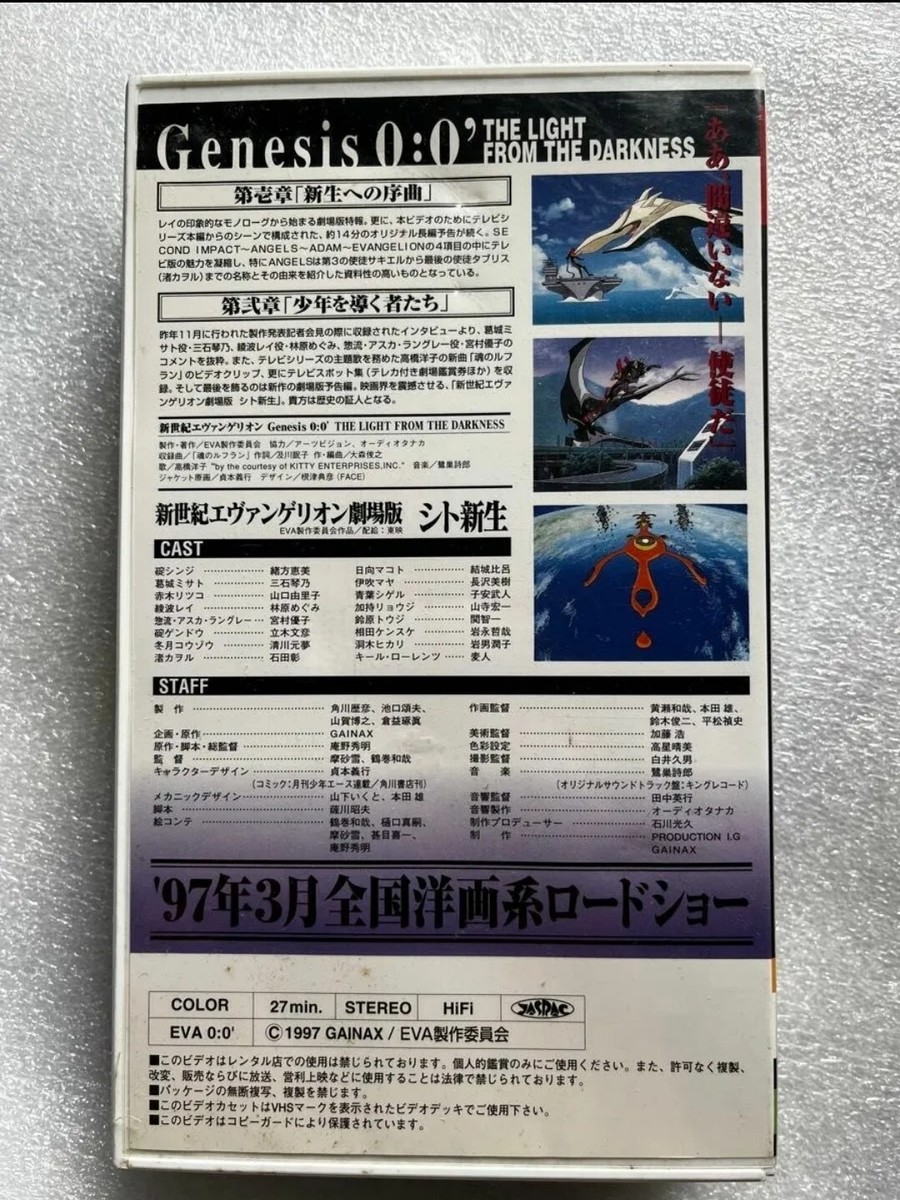 Genesis 0:0' THE LIGHT
FROM THE DARKNESS
「ああ、間違いない──使徒だ」
第壱章「新生への序曲」
レイの印象的なモノローグから始まる劇場版特報。更に、本ビデオのためにテレビシ
リーズ本編からのシーンで構成された、約14分のオリジナル長編予告が続く。SE
COND IMPACT～ANGELS～ADAM～EVANGELIONの4項目の中にテレ
ビ版の魅力を凝縮し、特にANGELSは第3の使徒サキエルから最後の使徒タブリス
(渚カヲル)までの名称とその由来を紹介した資料性の高いものとなっている。
第弐章「少年を導く者たち」
昨年11月に行われた製作発表記者会見の際に収録されたインタビューより、葛城ミ
サト役・三石琴乃、綾波レイ役・林原めぐみ、惣流・アスカ・ラングレー役・宮村優子の
コメントを抜粋。また、テレビシリーズの主題歌を務めた高橋洋子の新曲「魂のルフ
ラン」のビデオクリップ、更にテレビスポット集(テレカ付き劇場鑑賞券ほか)を収
録。そして最後を飾るのは新作の劇場版予告編。映画界を震撼させる、「新世紀エヴァ
ンゲリオン劇場版 シト新生」。貴方は歴史の証人となる。
新世紀エヴァンゲリオン Genesis 0:0' THE LIGHT FROM THE DARKNESS
製作・著作／EVA製作委員会 協力／アーツビジョン、オーディオタナカ
収録曲／「魂のルフラン」作詞／及川眠子 作・編曲／大森俊之
歌／高橋洋子 "by the courtesy of KITTY ENTERPRISES,INC." 音楽／鷺巣詩郎
ジャケット原画／貞本義行 デザイン／根津典彦(FACE)
新世紀エヴァンゲリオン劇場版 シト新生
EVA製作委員会作品／配給：東映
CAST
碇シンジ ………… 緒方恵美
葛城ミサト ………… 三石琴乃
赤木リツコ ………… 山口由里子
綾波レイ ………… 林原めぐみ
惣流・アスカ・ラングレー … 宮村優子
碇ゲンドウ ………… 立木文彦
冬月コウゾウ ………… 清川元夢
渚カヲル ………… 石田彰
日向マコト ………… 結城比呂
伊吹マヤ ………… 長沢美樹
青葉シゲル ………… 子安武人
加持リョウジ ………… 山寺宏一
鈴原トウジ ………… 関智一
相田ケンスケ ………… 岩永哲哉
洞木ヒカリ ………… 岩男潤子
キール・ローレンツ …… 麦人
STAFF
製 作 ………… 角川歴彦、池口頌夫、
山賀博之、倉益琢眞
企画・原作 ………… GAINAX
原作・脚本・総監督 ………… 庵野秀明
監 督 ………… 摩砂雪、鶴巻和哉
キャラクターデザイン ………… 貞本義行
(コミック：月刊少年エース連載／角川書店刊)
メカニックデザイン ………… 山下いくと、本田 雄
脚本 ………… 薩川昭夫
絵コンテ ………… 鶴巻和哉、樋口真嗣、
摩砂雪、甚目喜一、
庵野秀明
作画監督 ………… 黄瀬和哉、本田 雄、
鈴木俊二、平松禎史
美術監督 ………… 加藤 浩
色彩設定 ………… 高星晴美
撮影監督 ………… 白井久男
音 楽 ………… 鷺巣詩郎
(オリジナルサウンドトラック盤：キングレコード)
音響監督 ………… 田中英行
音響製作 ………… オーディオタナカ
制作プロデューサー ………… 石川光久
制 作 ………… PRODUCTION I.G
GAINAX
'97年3月全国洋画系ロードショー
COLOR 27min. STEREO HiFi JASRAC
EVA 0:0' Ⓒ1997 GAINAX / EVA製作委員会
■このビデオはレンタル店での使用は禁じられております。個人的鑑賞のみにご使用ください。また、許可なく複製、
改変、販売ならびに放送、営利上映などに使用することは法律で禁じられております。
■パッケージの無断複写、複製を禁じます。
■このビデオカセットはVHSマークを表示されたビデオデッキでご使用下さい。
■このビデオはコピーガードにより保護されています。